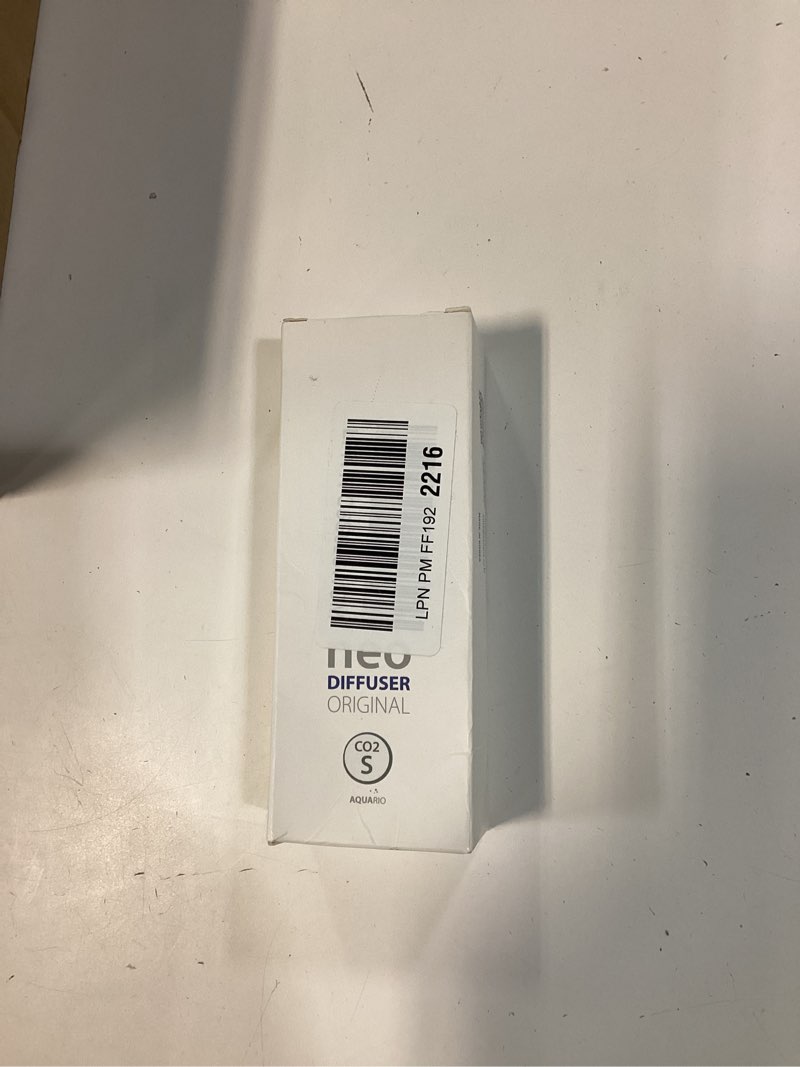 LPN PM FF192 2216
neo
DIFFUSER
ORIGINAL
CO2
S
AQUARIO